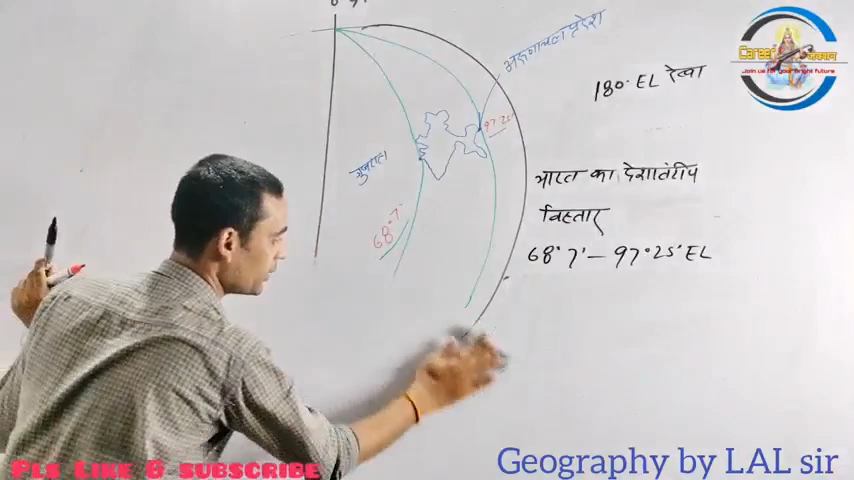 अरुणाचल प्रदेश
180° EL रेखा
97°25'
गुजरात
68°7'
भारत का देशान्तरीय
विस्तार
68°7' – 97°25' EL
Career
Join us for your bright future
Pls LIKE & SUBSCRIBE
Geography by LAL sir